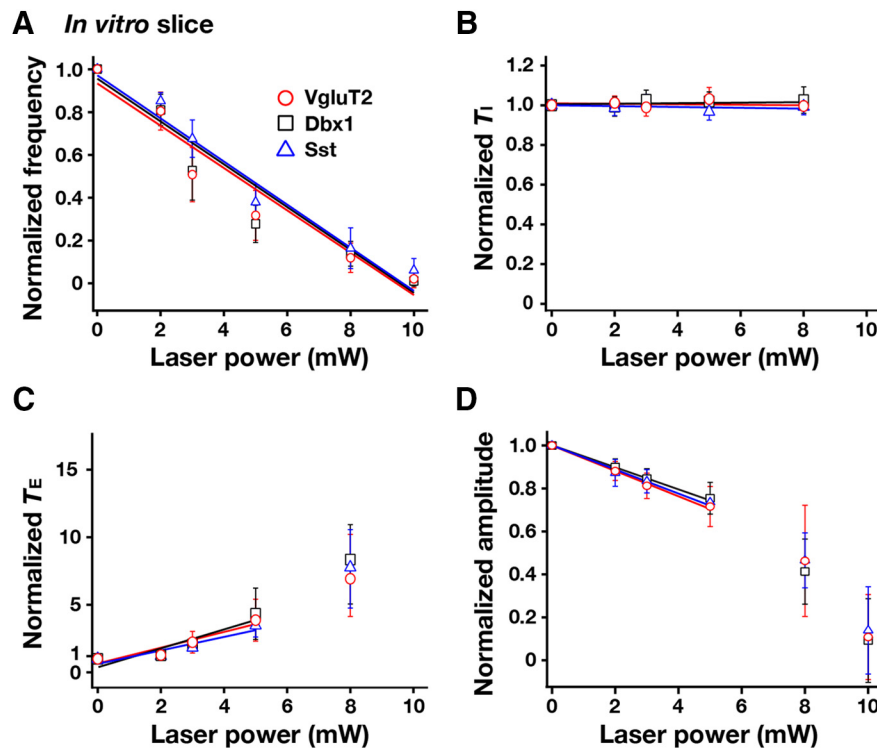 A In vitro slice
Normalized frequency
1.0
0.8
0.6
0.4
0.2
0
VgluT2
Dbx1
Sst
0 2 4 6 8 10
Laser power (mW)
B
Normalized TI
1.2
1.0
0.8
0.6
0.4
0.2
0
0 2 4 6 8 10
Laser power (mW)
C
Normalized TE
15
10
5
1
0
0 2 4 6 8 10
Laser power (mW)
D
Normalized amplitude
1.0
0.8
0.6
0.4
0.2
0
0 2 4 6 8 10
Laser power (mW)